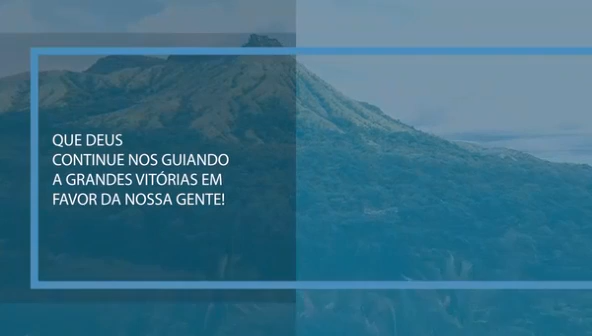 QUE DEUS
CONTINUE NOS GUIANDO
A GRANDES VITÓRIAS EM
FAVOR DA NOSSA GENTE!